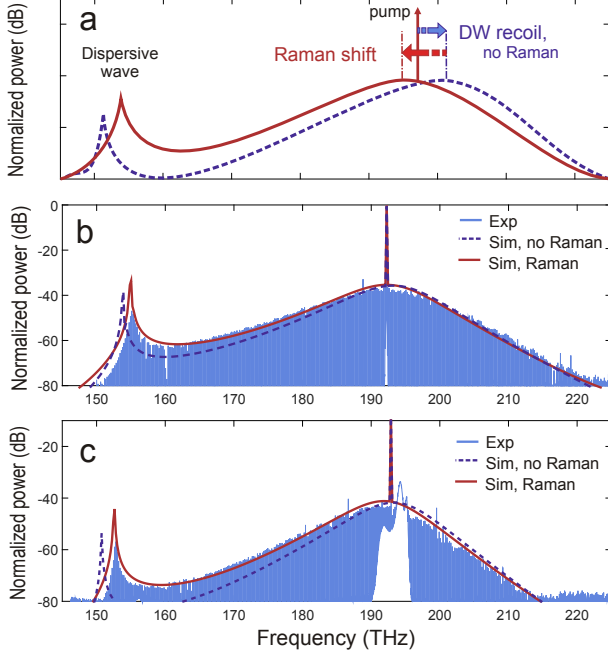 a
pump
DW recoil,
no Raman
Raman shift
Dispersive
wave
Normalized power (dB)
b
0
-20
-40
-60
-80
Normalized power (dB)
Exp
Sim, no Raman
Sim, Raman
150 160 170 180 190 200 210 220
c
-20
-40
-60
-80
Normalized power (dB)
Exp
Sim, no Raman
Sim, Raman
150 160 170 180 190 200 210 220
Frequency (THz)